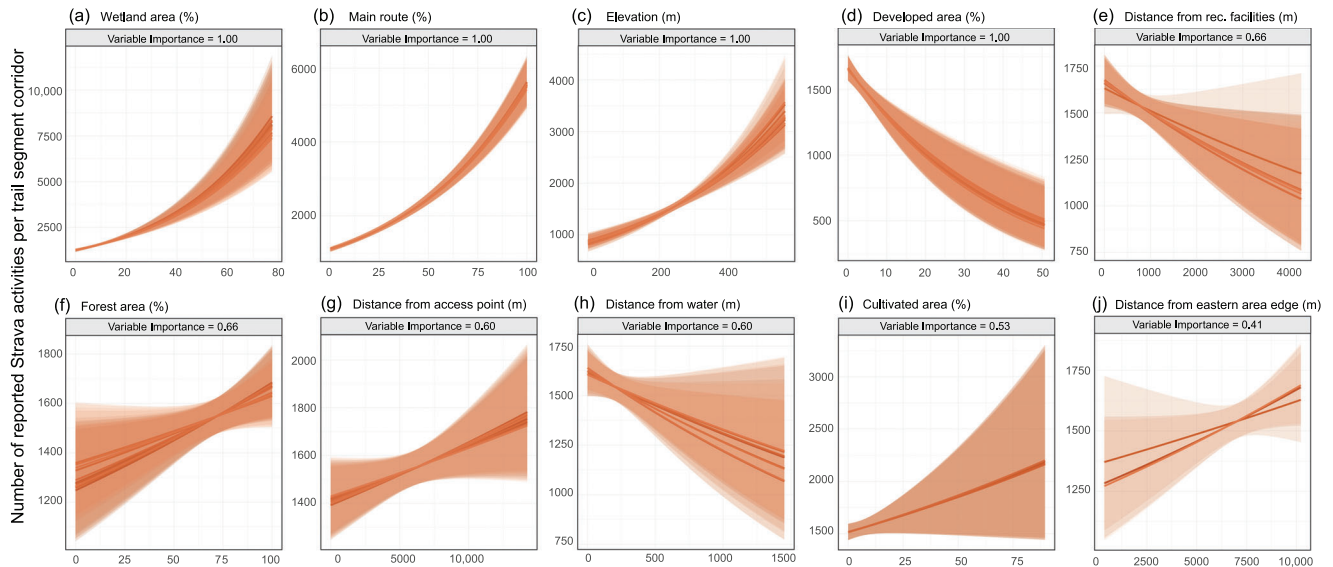 Number of reported Strava activities per trail segment corridor
(a) Wetland area (%)
Variable Importance = 1.00
10,000
7500
5000
2500
0 20 40 60 80
(b) Main route (%)
Variable Importance = 1.00
6000
4000
2000
0 25 50 75 100
(c) Elevation (m)
Variable Importance = 1.00
4000
3000
2000
1000
0 200 400
(d) Developed area (%)
Variable Importance = 1.00
1500
1000
500
0 10 20 30 40 50
(e) Distance from rec. facilities (m)
Variable Importance = 0.66
1750
1500
1250
1000
750
0 1000 2000 3000 4000
(f) Forest area (%)
Variable Importance = 0.66
1800
1600
1400
1200
0 25 50 75 100
(g) Distance from access point (m)
Variable Importance = 0.60
2000
1800
1600
1400
0 5000 10000
(h) Distance from water (m)
Variable Importance = 0.60
1750
1500
1250
1000
750
0 500 1000 1500
(i) Cultivated area (%)
Variable Importance = 0.53
3000
2500
2000
1500
0 25 50 75
(j) Distance from eastern area edge (m)
Variable Importance = 0.41
1750
1500
1250
0 2500 5000 7500 10,000